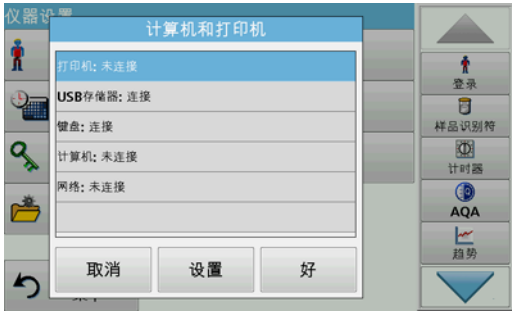 仪器设
计算机和打印机
打印机: 未连接
USB存储器: 连接
键盘: 连接
计算机: 未连接
网络: 未连接
取消
设置
好
登录
样品识别符
计时器
AQA
趋势